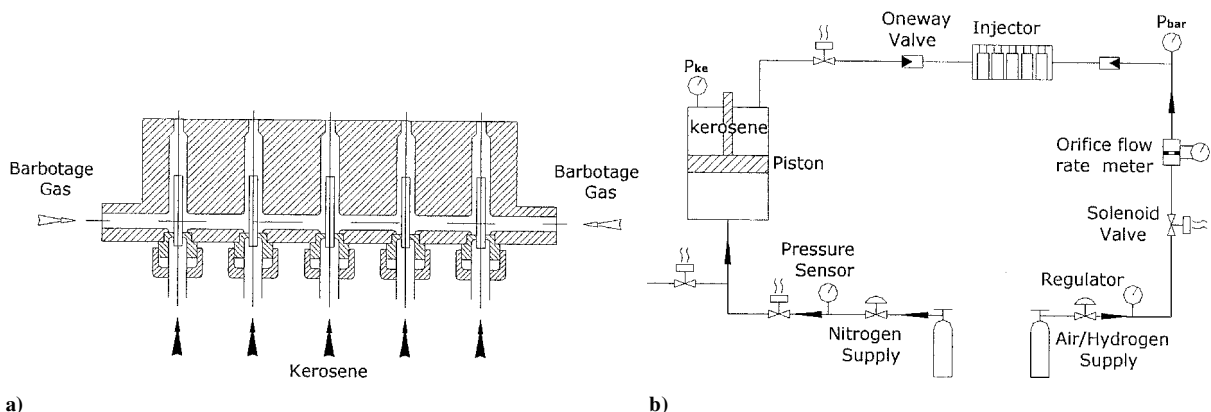 Barbotage
Gas
Barbotage
Gas
Kerosene
a)
Oneway
Valve
Injector
Pbar
Pke
kerosene
Piston
Orifice flow
rate meter
Solenoid
Valve
Pressure
Sensor
Regulator
Nitrogen
Supply
Air/Hydrogen
Supply
b)